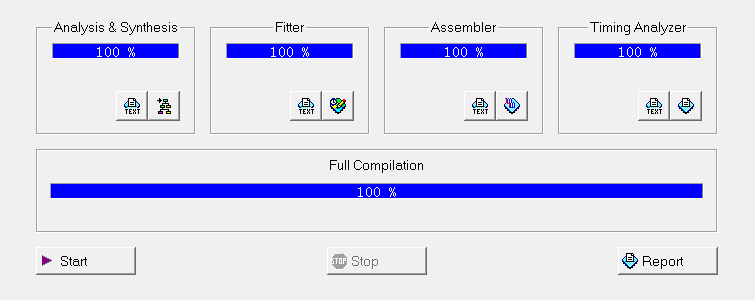 Analysis & Synthesis
100 %
TEXT
Fitter
100 %
TEXT
Assembler
100 %
TEXT
Timing Analyzer
100 %
TEXT
Full Compilation
100 %
Start
STOP Stop
Report